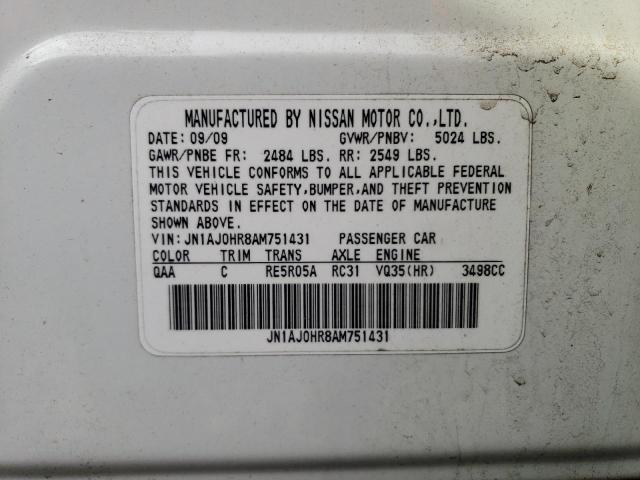 MANUFACTURED BY NISSAN MOTOR CO.,LTD.
DATE: 09/09 GVWR/PNBV: 5024 LBS.
GAWR/PNBE FR: 2484 LBS. RR: 2549 LBS.
THIS VEHICLE CONFORMS TO ALL APPLICABLE FEDERAL
MOTOR VEHICLE SAFETY,BUMPER,AND THEFT PREVENTION
STANDARDS IN EFFECT ON THE DATE OF MANUFACTURE
SHOWN ABOVE.
VIN:JN1AJ0HR8AM751431 PASSENGER CAR
COLOR TRIM TRANS AXLE ENGINE
QAA C RE5R05A RC31 VQ35(HR) 3498CC
JN1AJ0HR8AM751431